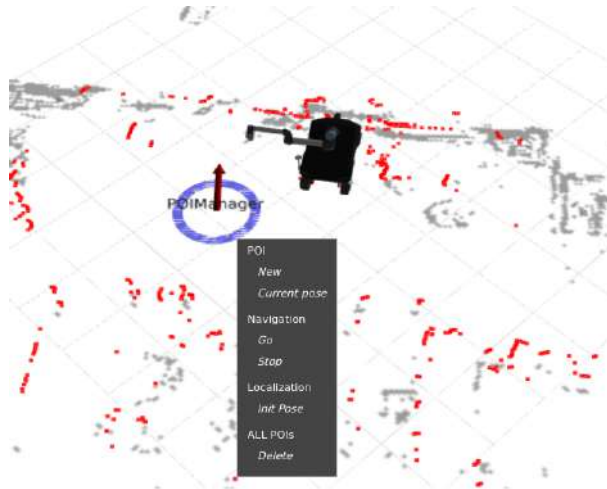 POIManager
POI
New
Current pose
Navigation
Go
Stop
Localization
Init Pose
ALL POIs
Delete